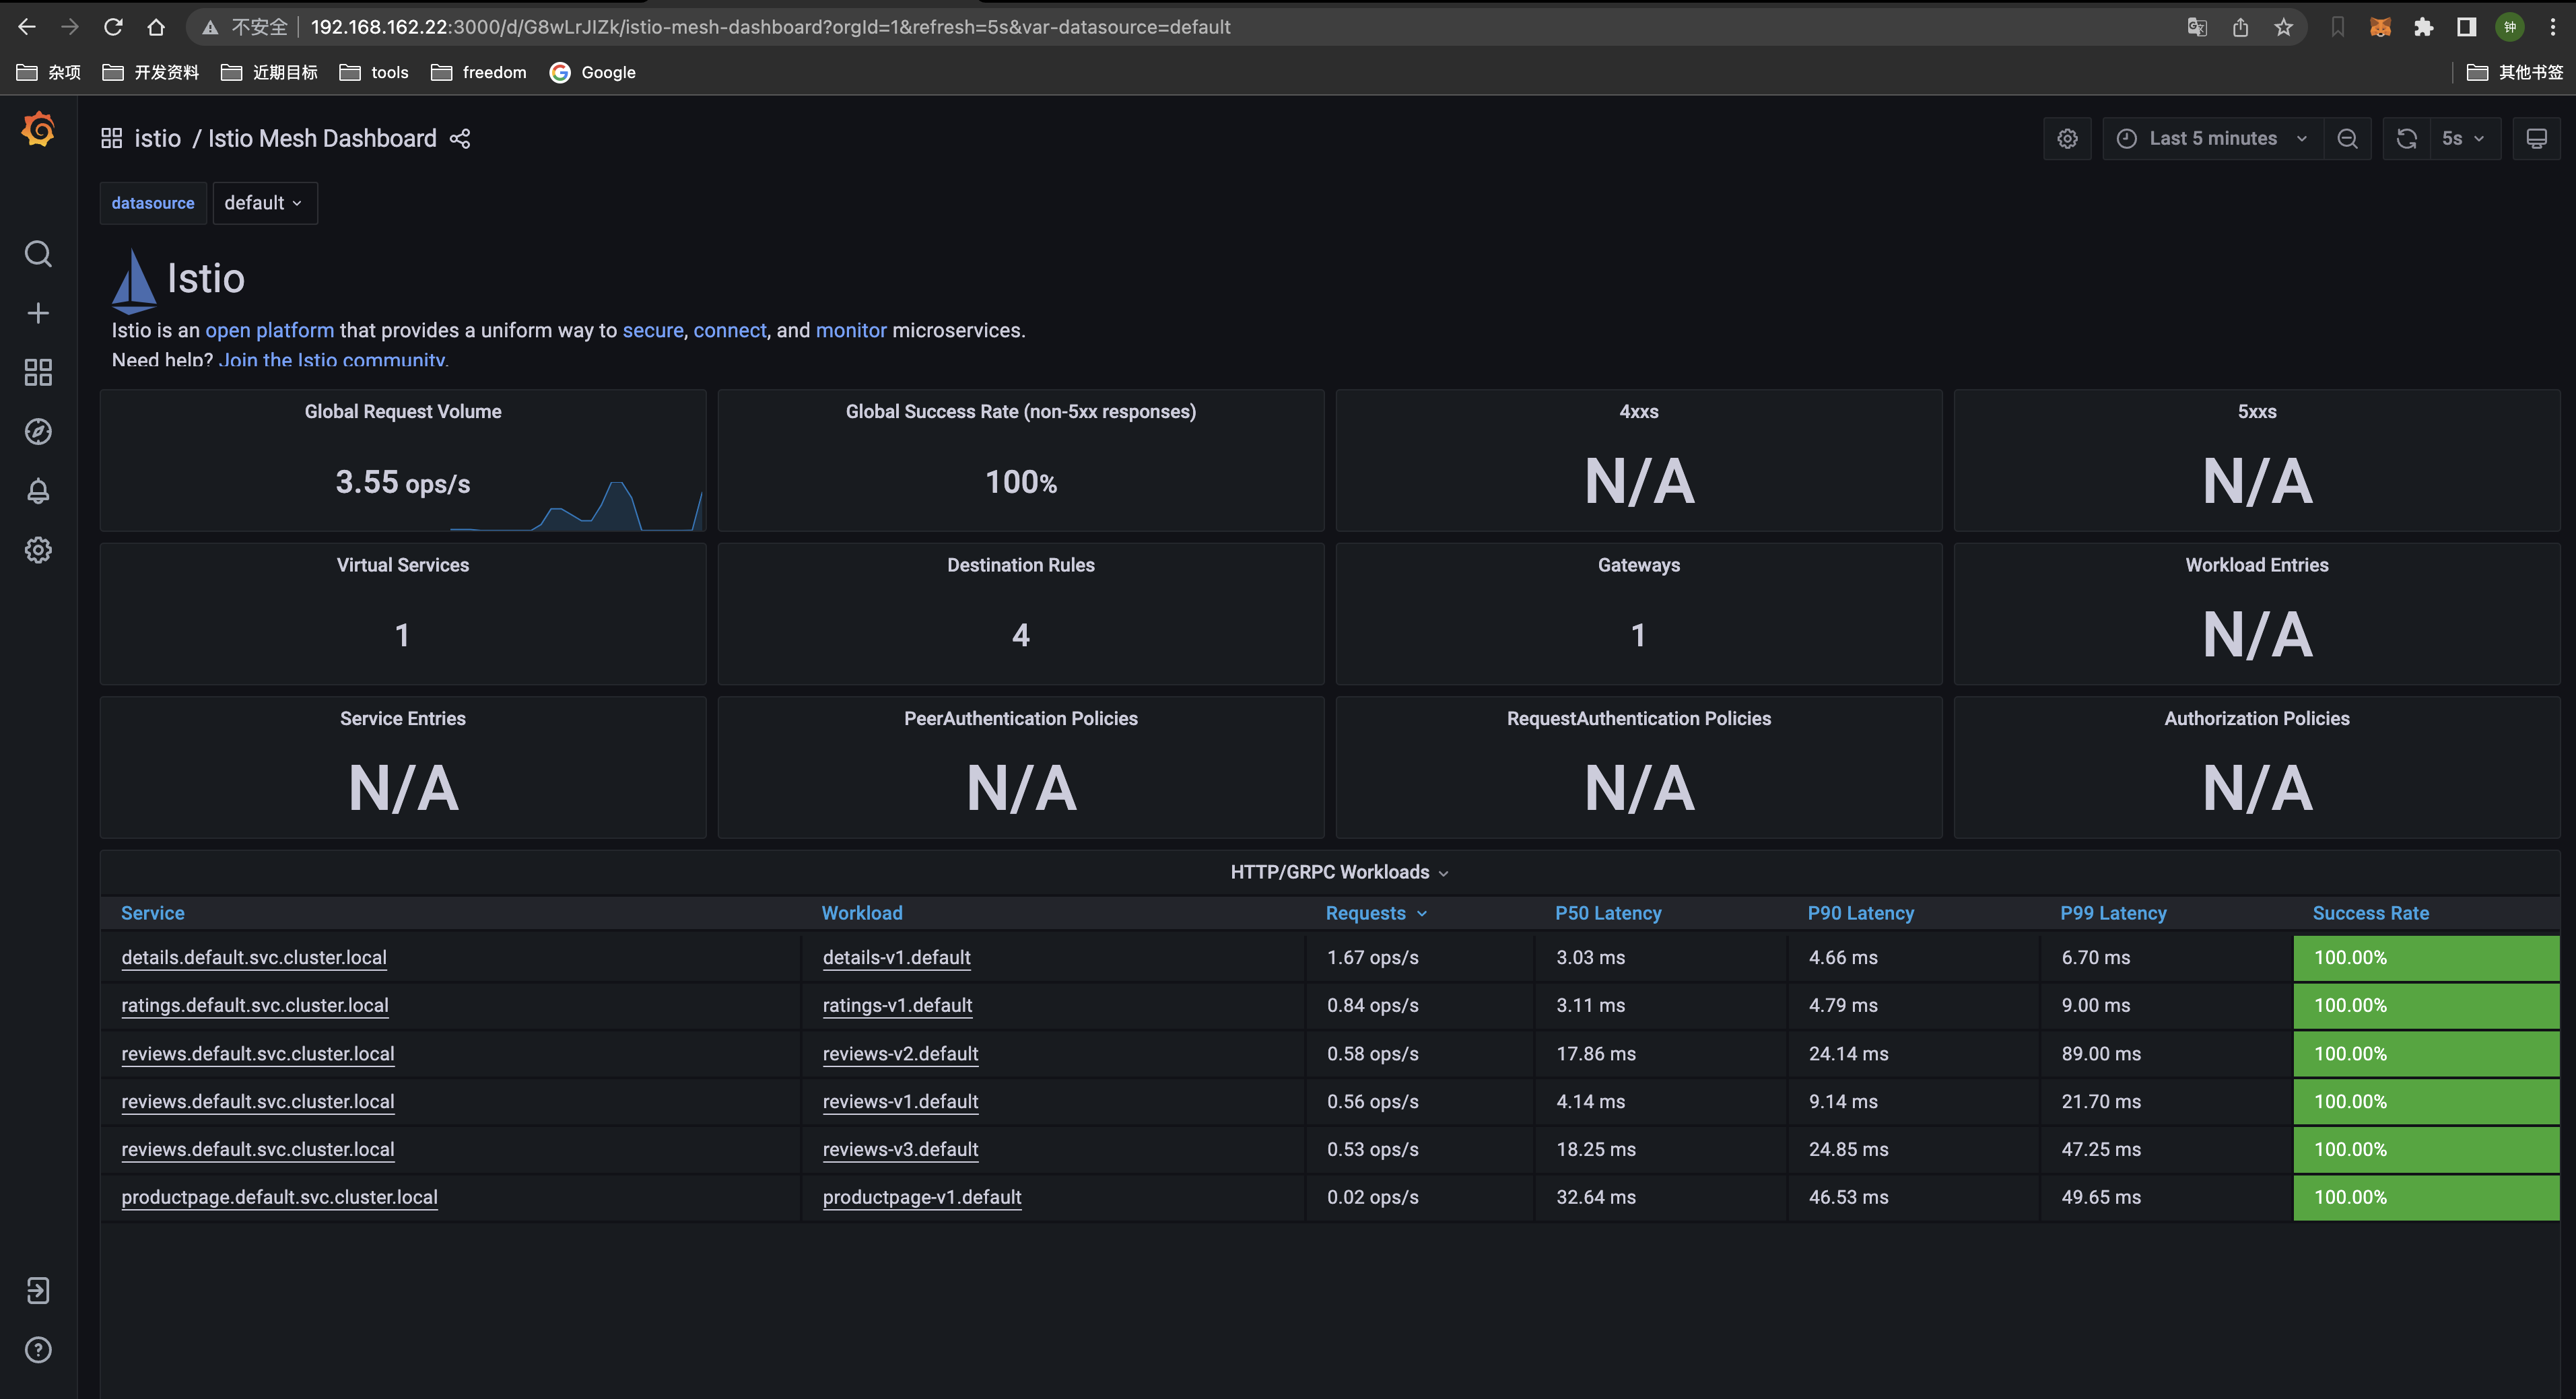 不安全 192.168.162.22:3000/d/G8wLrJIZk/istio-mesh-dashboard?orgId=1&refresh=5s&var-datasource=default 钟
杂项 开发资料 近期目标 tools freedom Google 其他书签
istio / Istio Mesh Dashboard Last 5 minutes 5s
datasource default
Istio
Istio is an open platform that provides a uniform way to secure, connect, and monitor microservices.
Need help? Join the Istio community.
Global Request Volume Global Success Rate (non-5xx responses) 4xxs 5xxs
3.55 ops/s 100% N/A N/A
Virtual Services Destination Rules Gateways Workload Entries
1 4 1 N/A
Service Entries PeerAuthentication Policies RequestAuthentication Policies Authorization Policies
N/A N/A N/A N/A
HTTP/GRPC Workloads
Service Workload Requests P50 Latency P90 Latency P99 Latency Success Rate
details.default.svc.cluster.local details-v1.default 1.67 ops/s 3.03 ms 4.66 ms 6.70 ms 100.00%
ratings.default.svc.cluster.local ratings-v1.default 0.84 ops/s 3.11 ms 4.79 ms 9.00 ms 100.00%
reviews.default.svc.cluster.local reviews-v2.default 0.58 ops/s 17.86 ms 24.14 ms 89.00 ms 100.00%
reviews.default.svc.cluster.local reviews-v1.default 0.56 ops/s 4.14 ms 9.14 ms 21.70 ms 100.00%
reviews.default.svc.cluster.local reviews-v3.default 0.53 ops/s 18.25 ms 24.85 ms 47.25 ms 100.00%
productpage.default.svc.cluster.local productpage-v1.default 0.02 ops/s 32.64 ms 46.53 ms 49.65 ms 100.00%